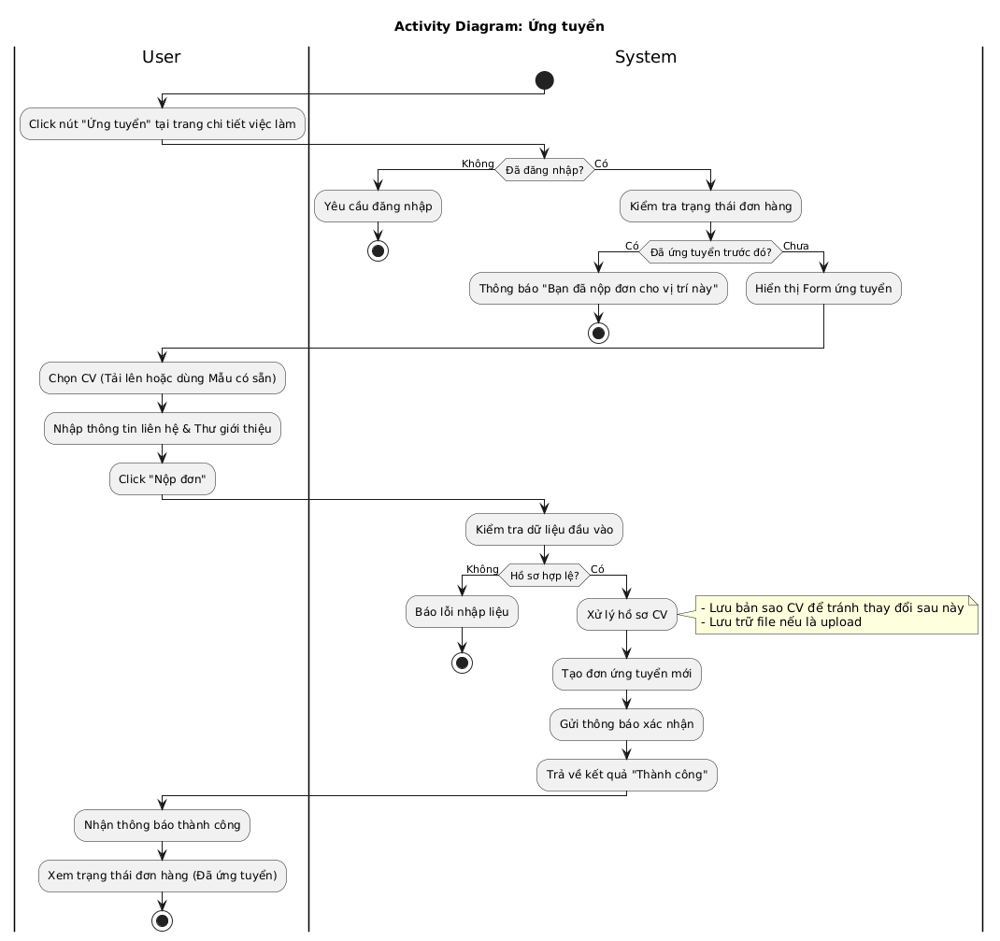 Activity Diagram: Ứng tuyển
User
System
Click nút "Ứng tuyển" tại trang chi tiết việc làm
Không
Đã đăng nhập?
Có
Yêu cầu đăng nhập
Kiểm tra trạng thái đơn hàng
Có
Đã ứng tuyển trước đó?
Chưa
Thông báo "Bạn đã nộp đơn cho vị trí này"
Hiển thị Form ứng tuyển
Chọn CV (Tải lên hoặc dùng Mẫu có sẵn)
Nhập thông tin liên hệ & Thư giới thiệu
Click "Nộp đơn"
Kiểm tra dữ liệu đầu vào
Không
Hồ sơ hợp lệ?
Có
Báo lỗi nhập liệu
Xử lý hồ sơ CV
- Lưu bản sao CV để tránh thay đổi sau này
- Lưu trữ file nếu là upload
Tạo đơn ứng tuyển mới
Gửi thông báo xác nhận
Trả về kết quả "Thành công"
Nhận thông báo thành công
Xem trạng thái đơn hàng (Đã ứng tuyển)